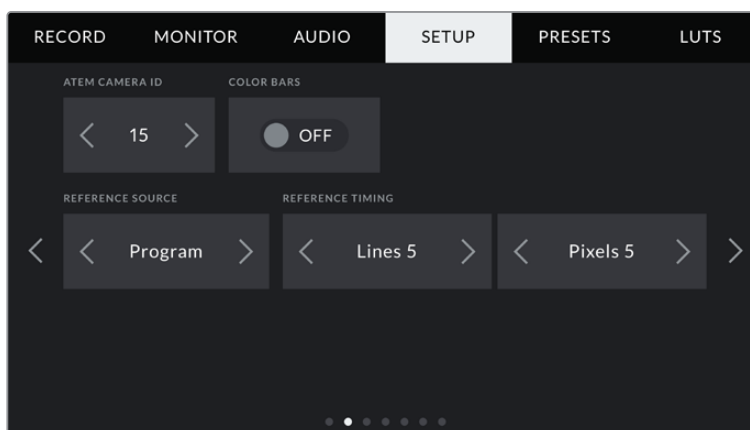 RECORD MONITOR AUDIO SETUP PRESETS LUTS
ATEM CAMERA ID COLOR BARS
15 OFF
REFERENCE SOURCE REFERENCE TIMING
Program Lines 5 Pixels 5